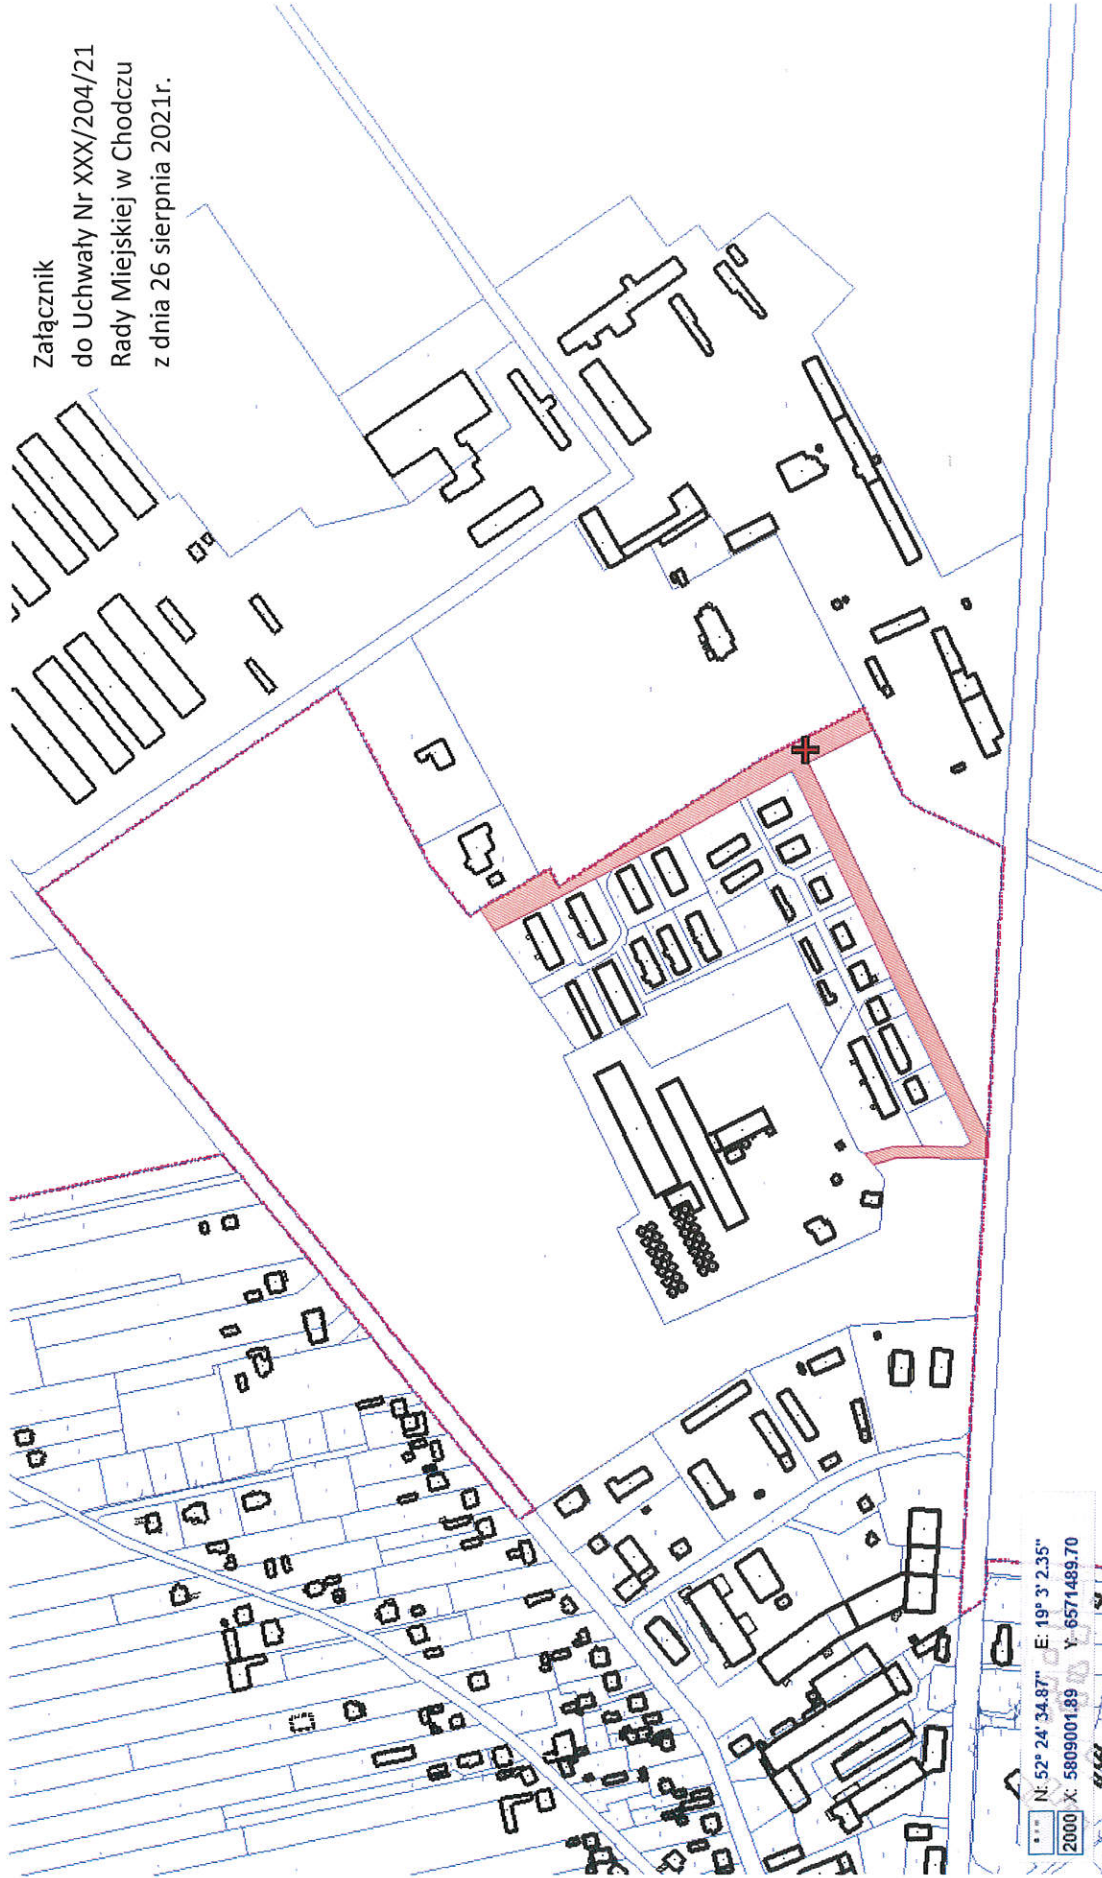 Załącznik
do Uchwały Nr XXX/204/21
Rady Miejskiej w Chodczu
z dnia 26 sierpnia 2021r.
N: 52° 24' 34.87" E: 19° 3' 2.35"
2000 X: 5809001.89 Y: 6571489.70